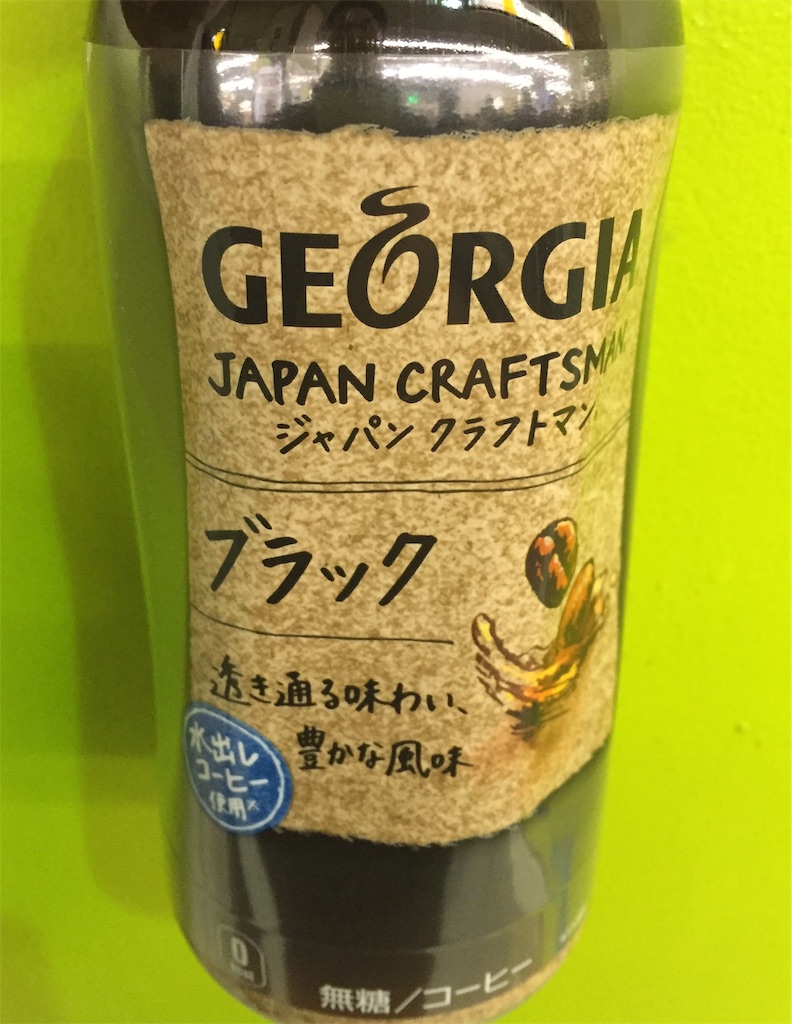 GEORGIA
JAPAN CRAFTSMAN
ジャパン クラフトマン
ブラック
透き通る味わい、
豊かな風味
水出し
コーヒー
使用※
0
kcal
無糖/コーヒー